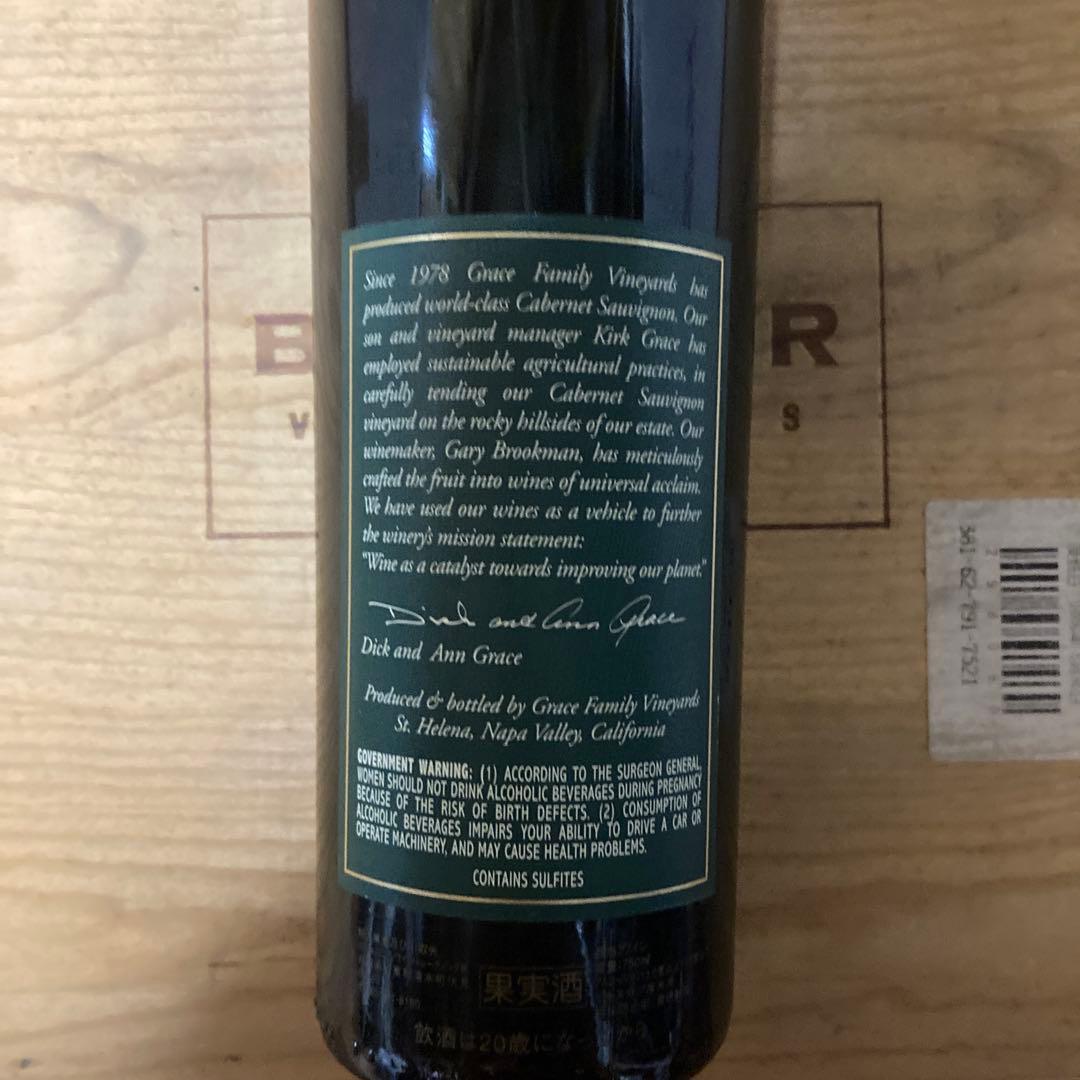 Since 1978 Grace Family Vineyards has
produced world-class Cabernet Sauvignon. Our
son and vineyard manager Kirk Grace has
employed sustainable agricultural practices, in
carefully tending our Cabernet Sauvignon
vineyard on the rocky hillsides of our estate. Our
winemaker, Gary Brookman, has meticulously
crafted the fruit into wines of universal acclaim.
We have used our wines as a vehicle to further
the winery's mission statement:
"Wine as a catalyst towards improving our planet."
Dick and Ann Grace
Dick and Ann Grace
Produced & bottled by Grace Family Vineyards
St. Helena, Napa Valley, California
GOVERNMENT WARNING: (1) ACCORDING TO THE SURGEON GENERAL,
WOMEN SHOULD NOT DRINK ALCOHOLIC BEVERAGES DURING PREGNANCY
BECAUSE OF THE RISK OF BIRTH DEFECTS. (2) CONSUMPTION OF
ALCOHOLIC BEVERAGES IMPAIRS YOUR ABILITY TO DRIVE A CAR OR
OPERATE MACHINERY, AND MAY CAUSE HEALTH PROBLEMS.
CONTAINS SULFITES
果実酒
飲酒は20歳にな
B R
V S
361-62-791-7521